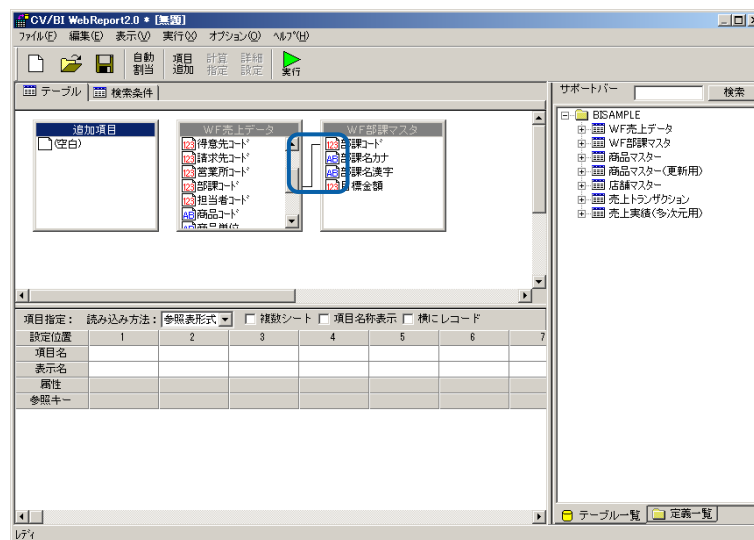 CV/BI WebReport2.0 * [無題]
ファイル(F) 編集(E) 表示(V) 実行(X) オプション(O) ヘルプ(H)
自動割当 項目追加 計算指定 詳細設定 実行
テーブル 検索条件
サポートバー 検索
追加項目
(空白)
WF売上データ
得意先コード
請求先コード
営業所コード
部課コード
担当者コード
商品コード
商品単位
WF部課マスタ
部課コード
部課名カナ
部課名漢字
目標金額
BISAMPLE
WF売上データ
WF部課マスタ
商品マスター
商品マスター(更新用)
店舗マスター
売上トランザクション
売上実績(多次元用)
項目指定: 読み込み方法: 参照表形式 複数シート 項目名称表示 横にレコード
設定位置 1 2 3 4 5 6 7
項目名
表示名
属性
参照キー
テーブル一覧 定義一覧
レディ